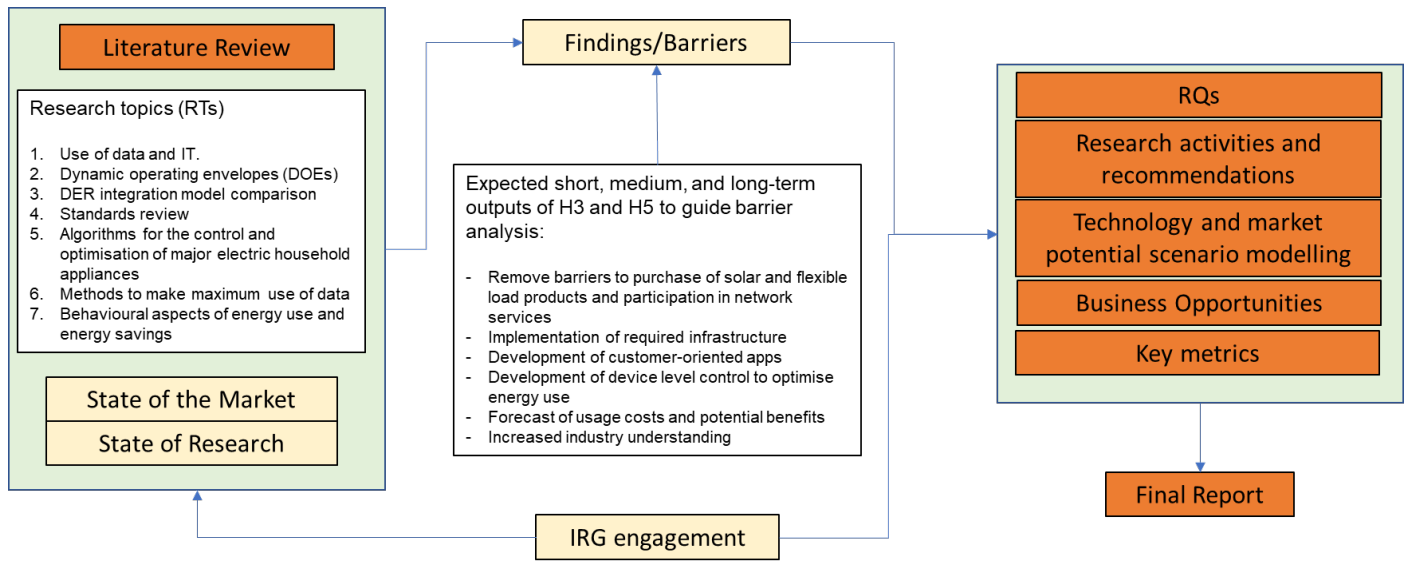 Literature Review
Research topics (RTs)
1. Use of data and IT.
2. Dynamic operating envelopes (DOEs)
3. DER integration model comparison
4. Standards review
5. Algorithms for the control and
optimisation of major electric household
appliances
6. Methods to make maximum use of data
7. Behavioural aspects of energy use and
energy savings
State of the Market
State of Research
Findings/Barriers
Expected short, medium, and long-term
outputs of H3 and H5 to guide barrier
analysis:
- Remove barriers to purchase of solar and flexible
load products and participation in network
services
- Implementation of required infrastructure
- Development of customer-oriented apps
- Development of device level control to optimise
energy use
- Forecast of usage costs and potential benefits
- Increased industry understanding
IRG engagement
RQs
Research activities and
recommendations
Technology and market
potential scenario modelling
Business Opportunities
Key metrics
Final Report